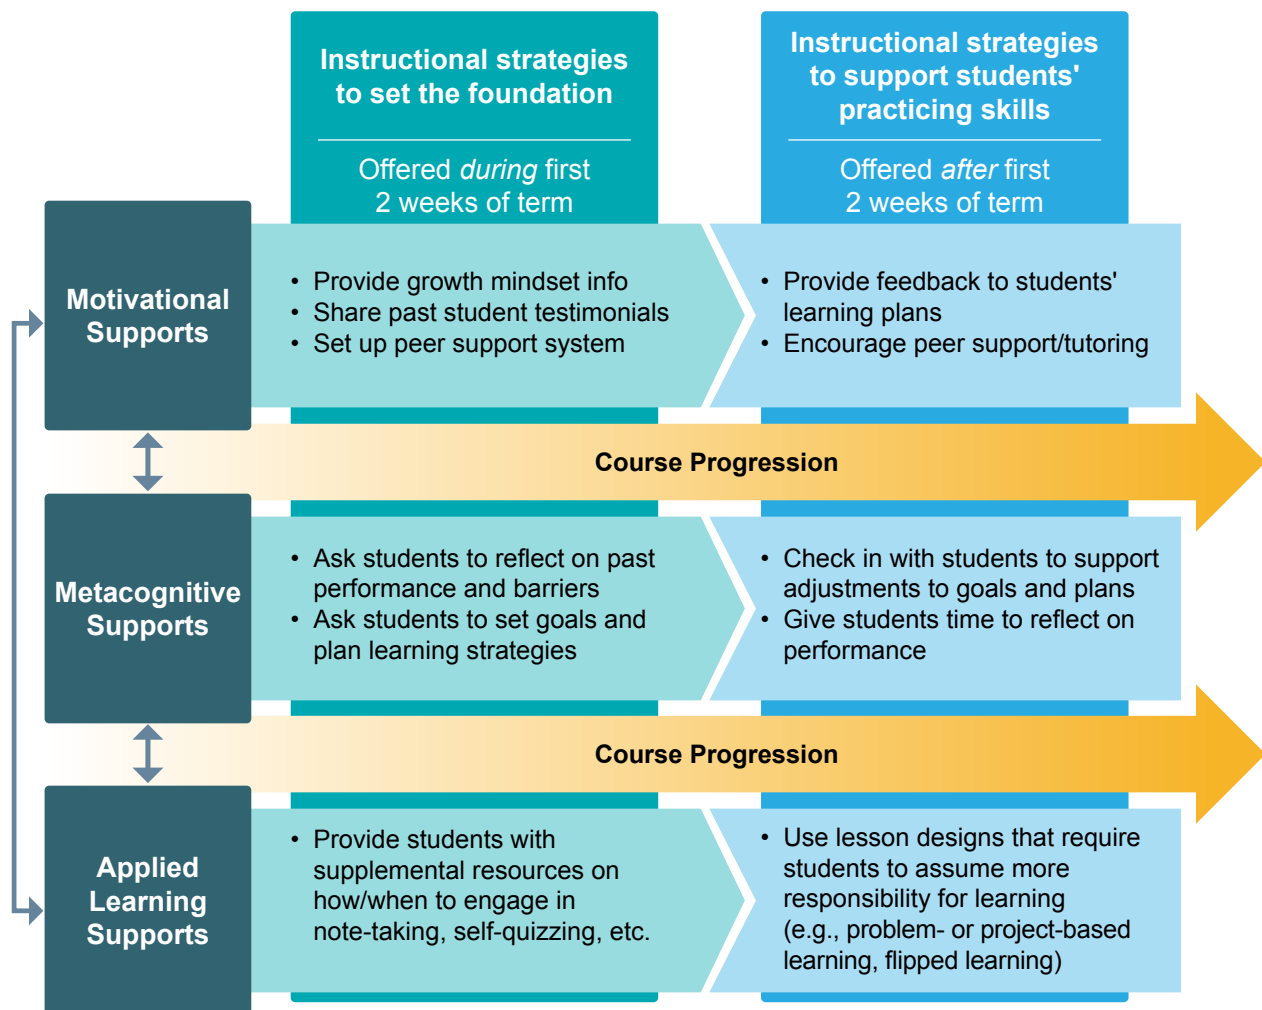 Instructional strategies
to set the foundation
Offered during first
2 weeks of term
Instructional strategies
to support students'
practicing skills
Offered after first
2 weeks of term
Motivational
Supports
• Provide growth mindset info
• Share past student testimonials
• Set up peer support system
• Provide feedback to students'
learning plans
• Encourage peer support/tutoring
Course Progression
Metacognitive
Supports
• Ask students to reflect on past
performance and barriers
• Ask students to set goals and
plan learning strategies
• Check in with students to support
adjustments to goals and plans
• Give students time to reflect on
performance
Course Progression
Applied
Learning
Supports
• Provide students with
supplemental resources on
how/when to engage in
note-taking, self-quizzing, etc.
• Use lesson designs that require
students to assume more
responsibility for learning
(e.g., problem- or project-based
learning, flipped learning)